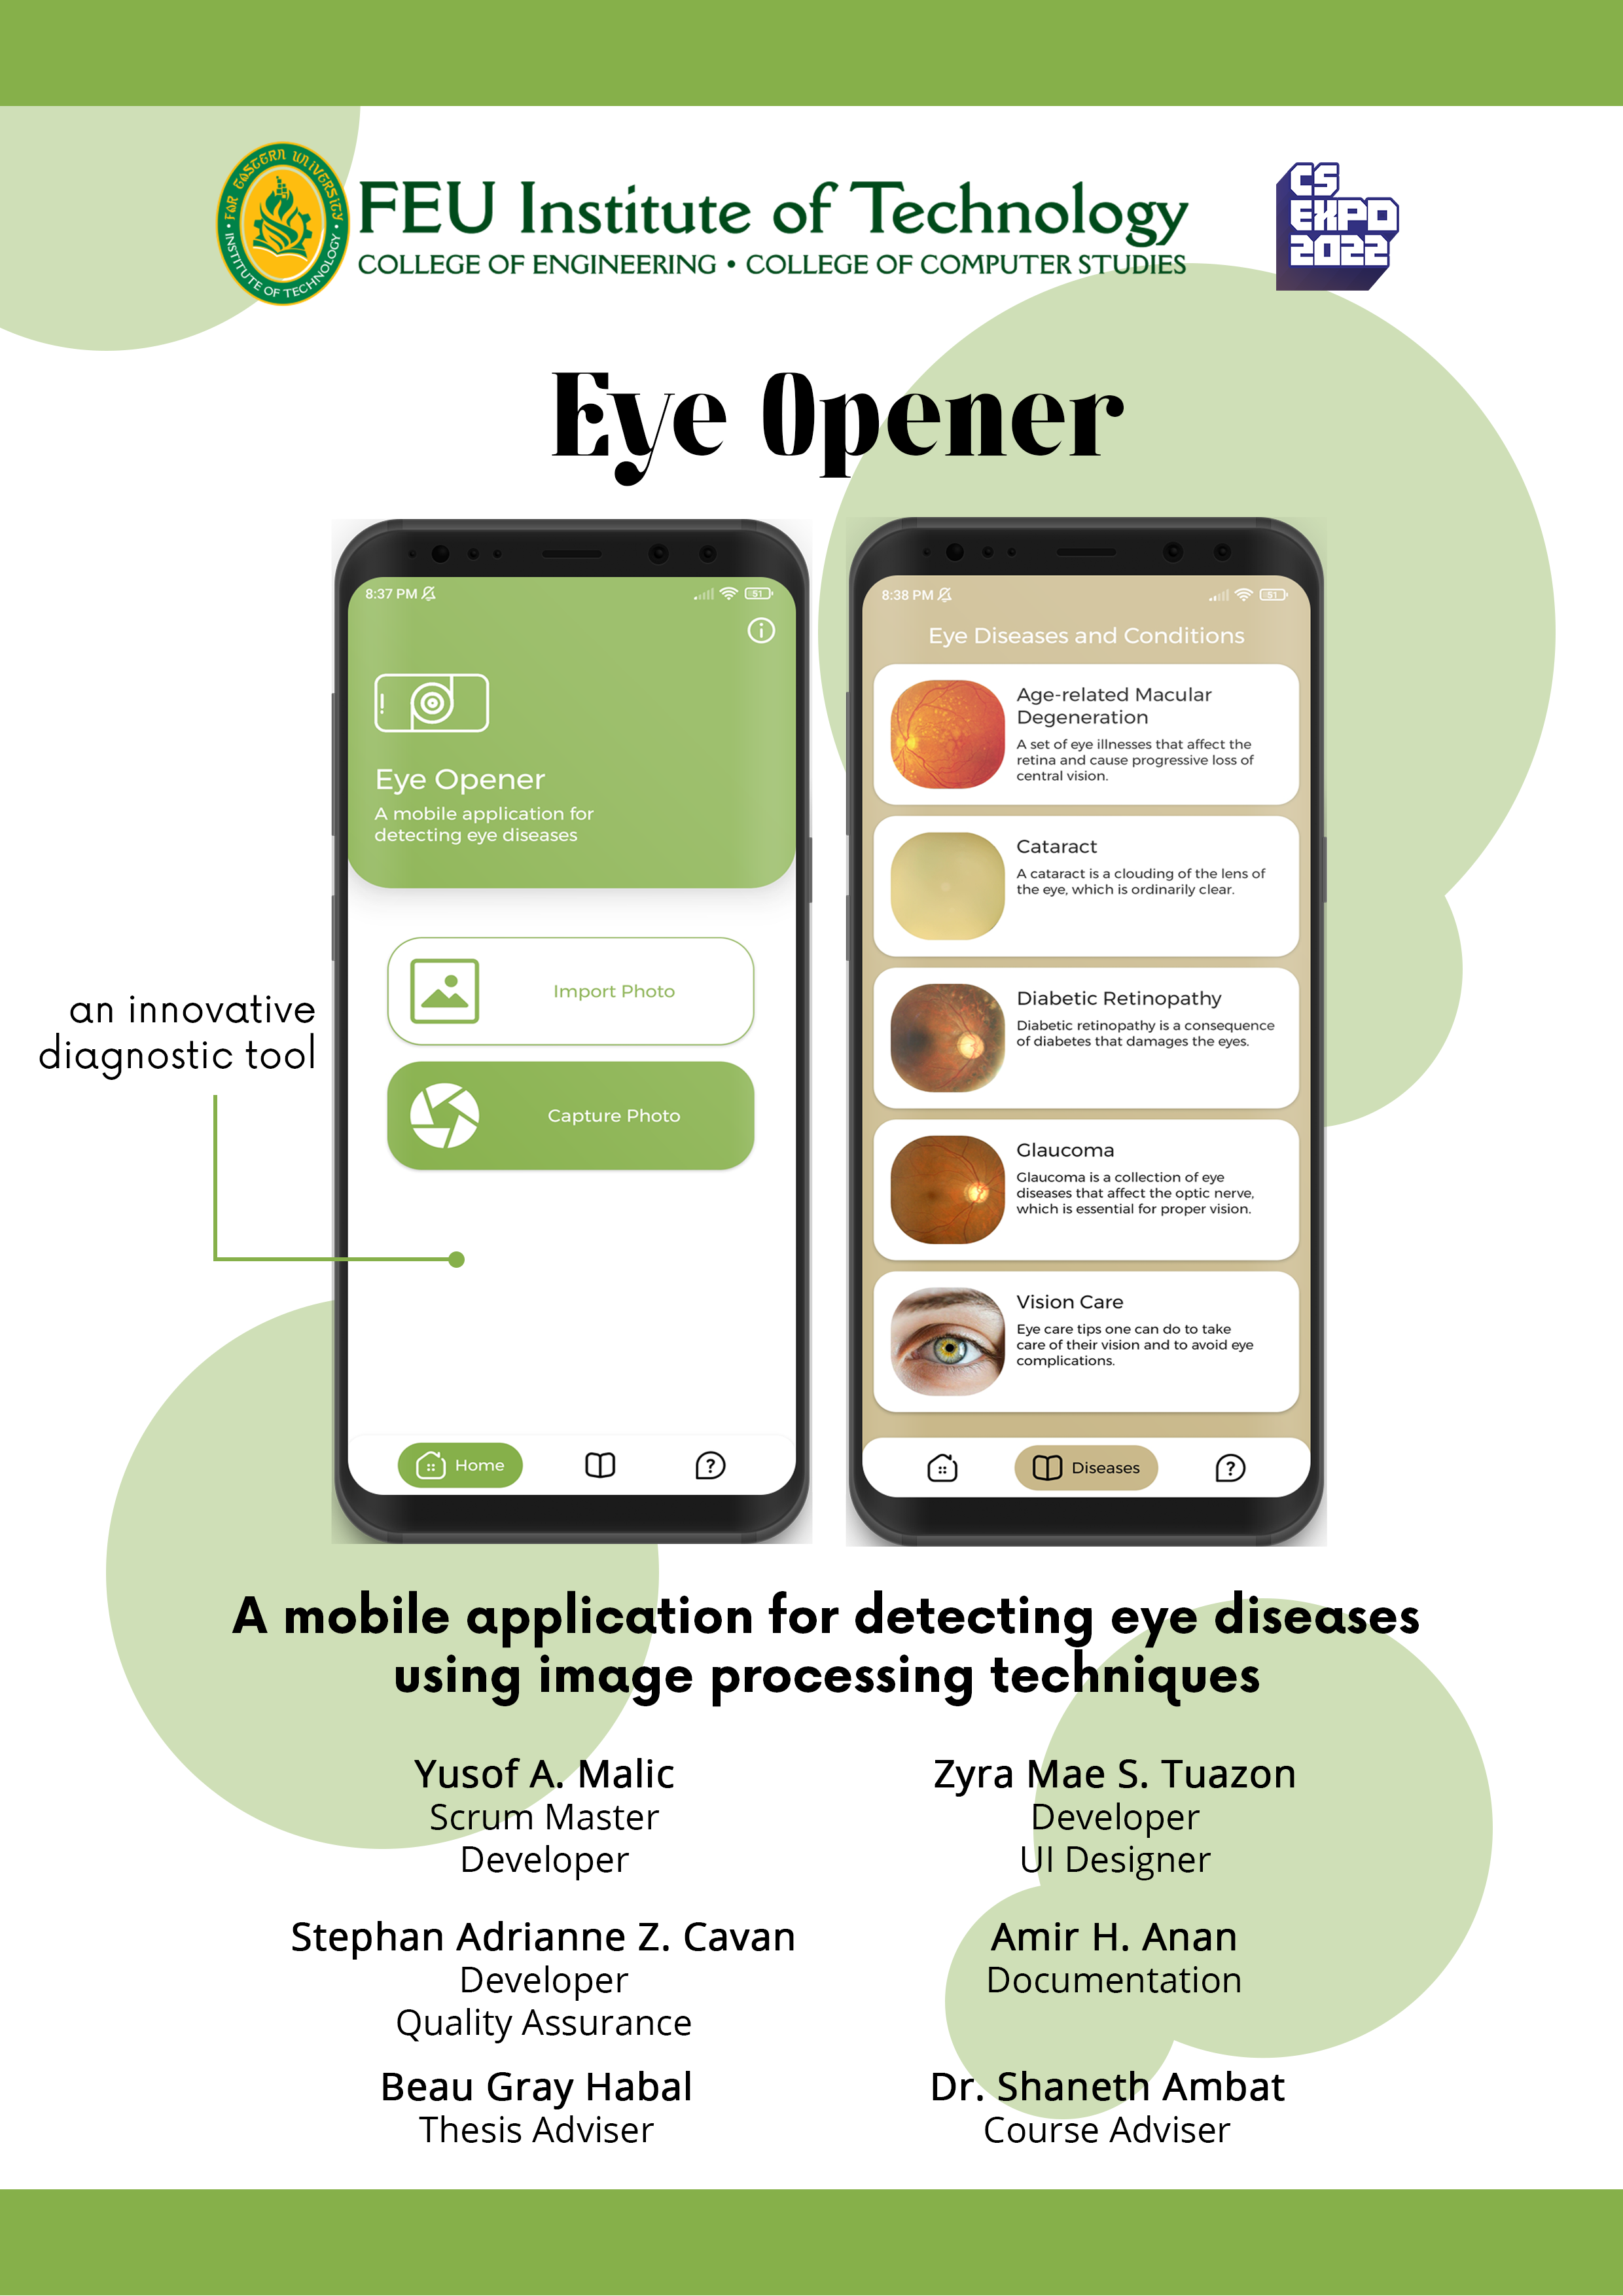 FAR EASTERN UNIVERSITY • INSTITUTE OF TECHNOLOGY •
FEU Institute of Technology
COLLEGE OF ENGINEERING • COLLEGE OF COMPUTER STUDIES
CS
EXPO
2022
Eye Opener
8:37 PM
51
Eye Opener
A mobile application for
detecting eye diseases
Import Photo
Capture Photo
Home
an innovative
diagnostic tool
8:38 PM
51
Eye Diseases and Conditions
Age-related Macular
Degeneration
A set of eye illnesses that affect the
retina and cause progressive loss of
central vision.
Cataract
A cataract is a clouding of the lens of
the eye, which is ordinarily clear.
Diabetic Retinopathy
Diabetic retinopathy is a consequence
of diabetes that damages the eyes.
Glaucoma
Glaucoma is a collection of eye
diseases that affect the optic nerve,
which is essential for proper vision.
Vision Care
Eye care tips one can do to take
care of their vision and to avoid eye
complications.
Diseases
A mobile application for detecting eye diseases
using image processing techniques
Yusof A. Malic
Scrum Master
Developer
Zyra Mae S. Tuazon
Developer
UI Designer
Stephan Adrianne Z. Cavan
Developer
Quality Assurance
Amir H. Anan
Documentation
Beau Gray Habal
Thesis Adviser
Dr. Shaneth Ambat
Course Adviser